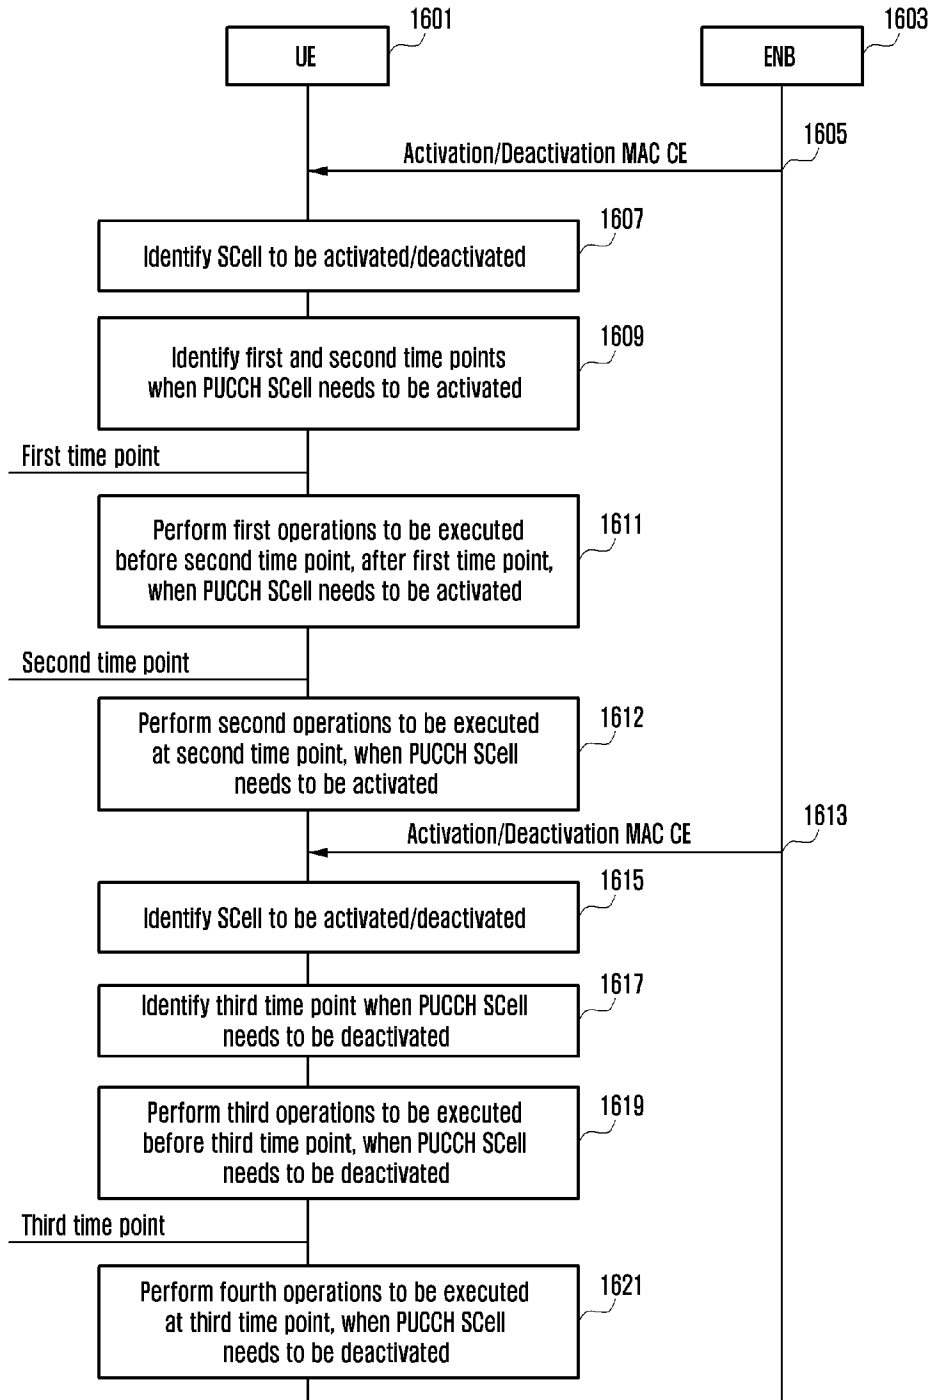 1601
1603
UE
ENB
1605
Activation/Deactivation MAC CE
1607
Identify SCell to be activated/deactivated
1609
Identify first and second time points
when PUCCH SCell needs to be activated
First time point
1611
Perform first operations to be executed
before second time point, after first time point,
when PUCCH SCell needs to be activated
Second time point
1612
Perform second operations to be executed
at second time point, when PUCCH SCell
needs to be activated
1613
Activation/Deactivation MAC CE
1615
Identify SCell to be activated/deactivated
1617
Identify third time point when PUCCH SCell
needs to be deactivated
1619
Perform third operations to be executed
before third time point, when PUCCH SCell
needs to be deactivated
Third time point
1621
Perform fourth operations to be executed
at third time point, when PUCCH SCell
needs to be deactivated